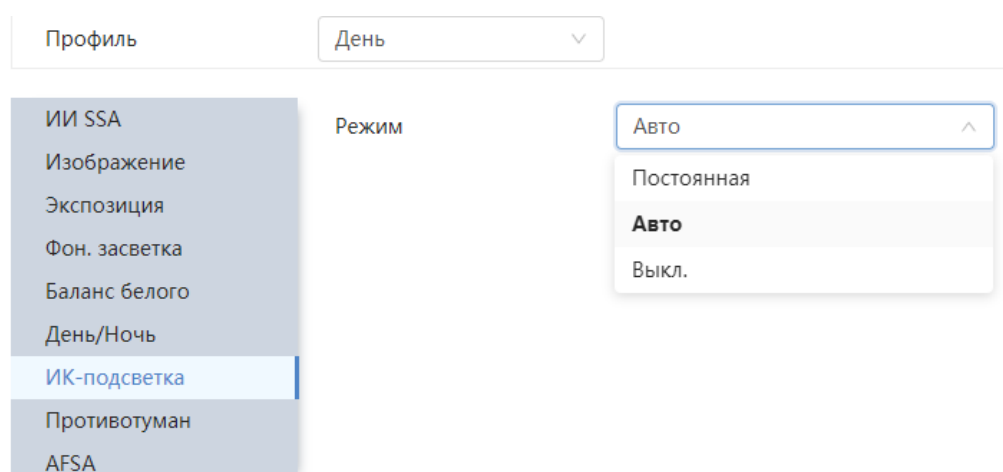 Профиль
День
ИИ SSA
Изображение
Экспозиция
Фон. засветка
Баланс белого
День/Ночь
ИК-подсветка
Противотуман
AFSA
Режим
Авто
Постоянная
Авто
Выкл.